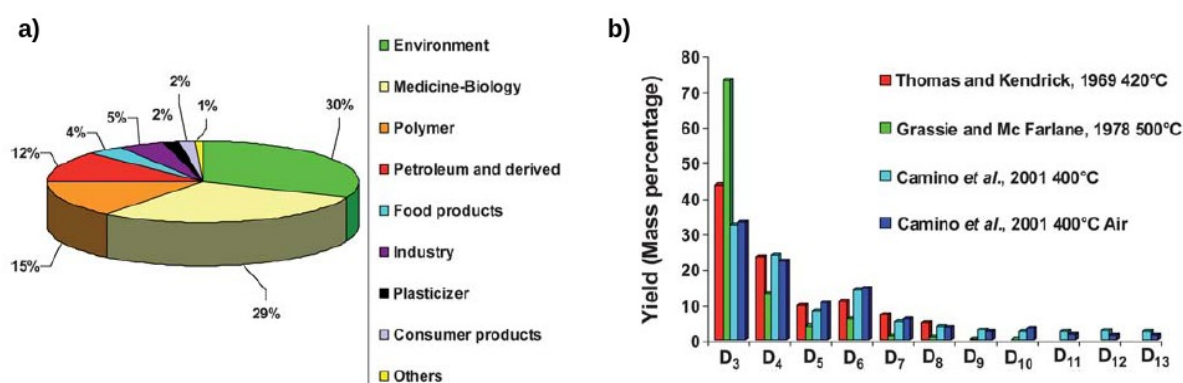 a)
2%
2%
1%
5%
4%
12%
15%
30%
29%
Environment
Medicine-Biology
Polymer
Petroleum and derived
Food products
Industry
Plasticizer
Consumer products
Others
b)
Yield (Mass percentage)
80
70
60
50
40
30
20
10
0
Thomas and Kendrick, 1969 420°C
Grassie and Mc Farlane, 1978 500°C
Camino et al., 2001 400°C
Camino et al., 2001 400°C Air
D₃ D₄ D₅ D₆ D₇ D₈ D₉ D₁₀ D₁₁ D₁₂ D₁₃